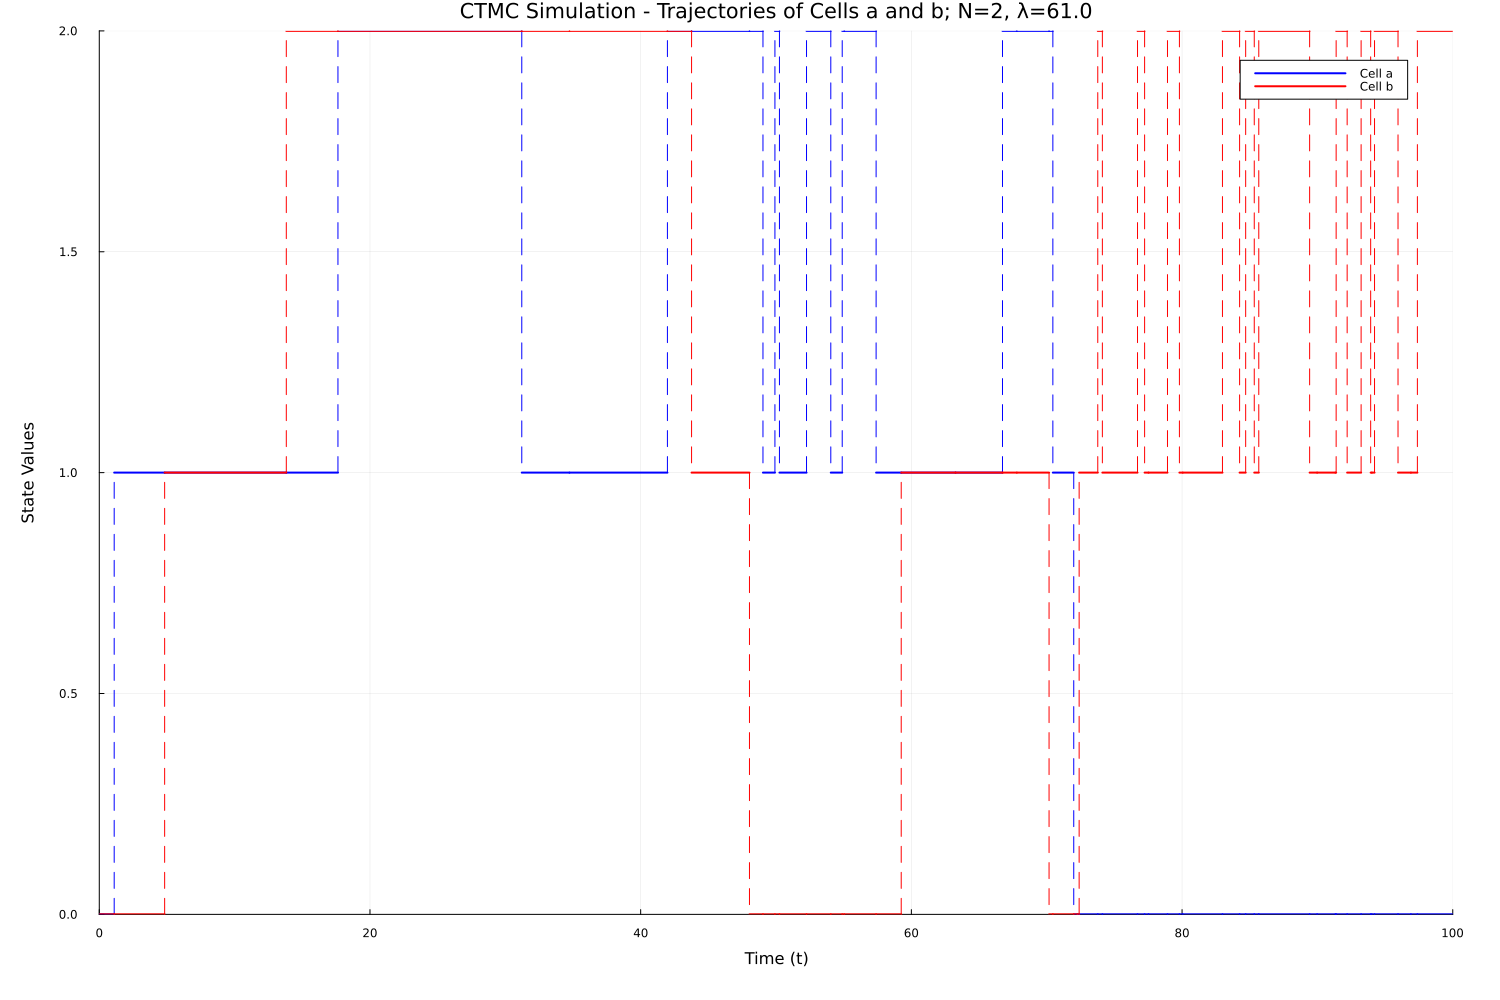 CTMC Simulation - Trajectories of Cells a and b; N=2, λ=61.0
2.0
Cell a
Cell b
1.5
1.0
State Values
0.5
0.0
0 20 40 60 80 100
Time (t)